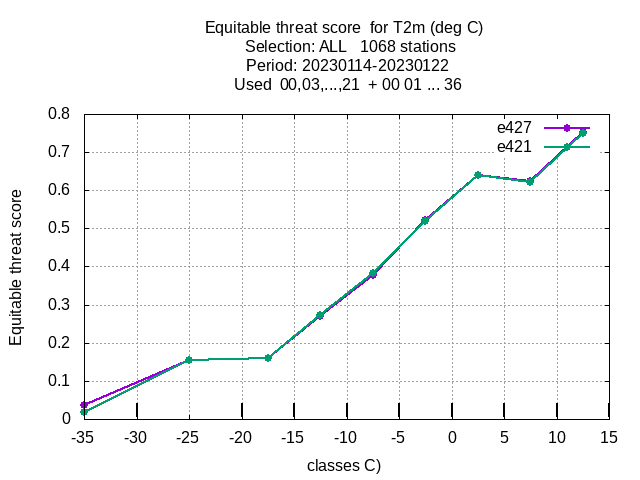 Equitable threat score  for T2m (deg C)
Selection: ALL   1068 stations
Period: 20230114-20230122
Used  00,03,...,21  + 00 01 ... 36
e427
e421
Equitable threat score
0.8
0.7
0.6
0.5
0.4
0.3
0.2
0.1
0
-35 -30 -25 -20 -15 -10 -5 0 5 10 15
classes C)